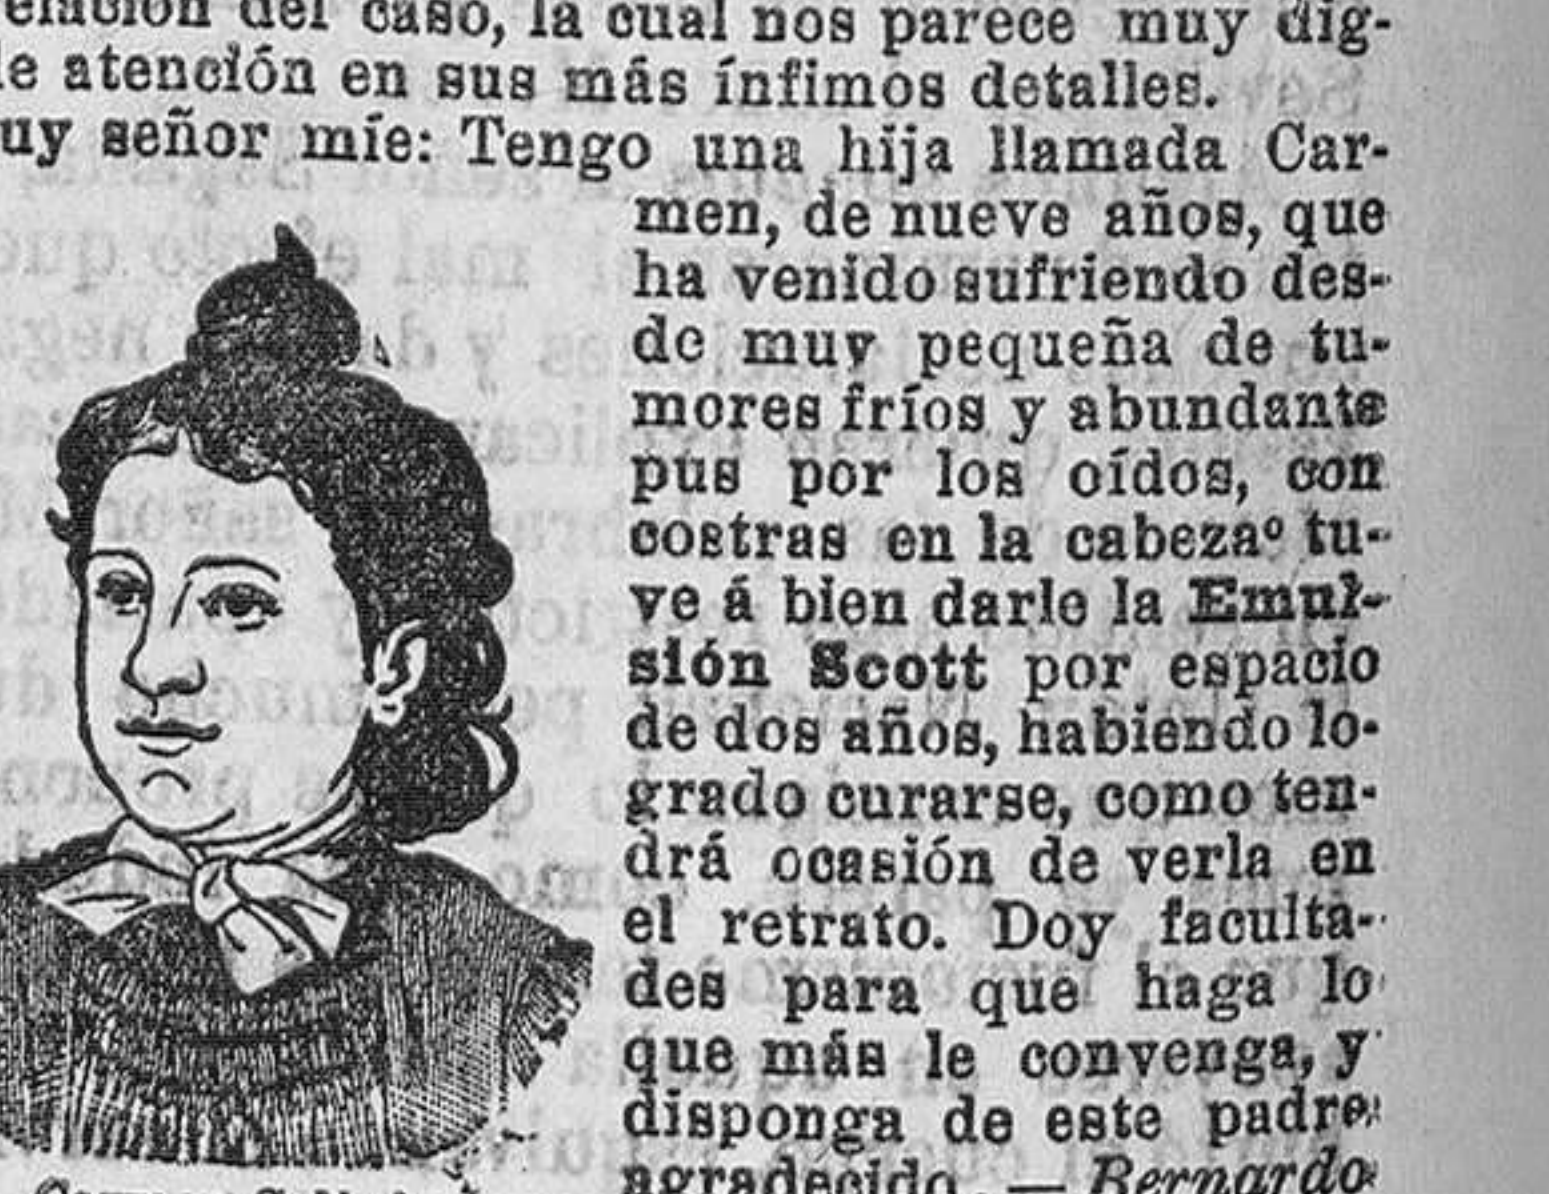 elación del caso, la cual nos parece muy dig-
de atención en sus más ínfimos detalles.
uy señor míe: Tengo una hija llamada Car-
men, de nueve años, que
ha venido sufriendo des-
de muy pequeña de tu-
mores fríos y abundante
pus por los oídos, con
costras en la cabezaº tu-
ve á bien darle la Emul-
sión Scott por espacio
de dos años, habiendo lo-
grado curarse, como ten-
drá ocasión de verla en
el retrato. Doy faculta-
des para que haga lo
que más le convenga, y
disponga de este padre
agradecido. — Bernardo